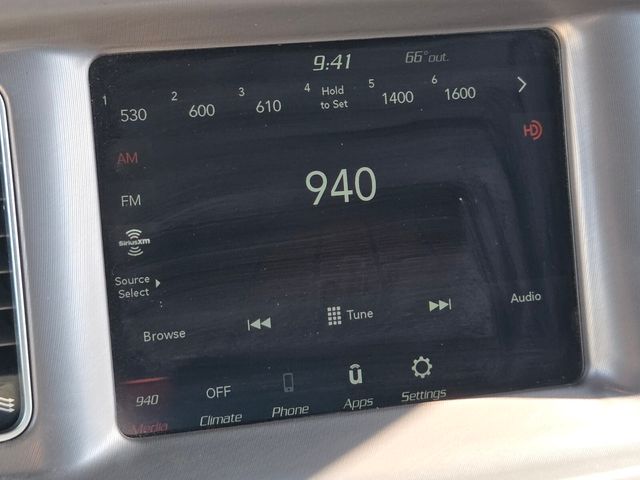 9:41 66° out.
1 530 2 600 3 610 4 Hold to Set 5 1400 6 1600
HD
AM
940
FM
SiriusXM
Source Select
Audio
Browse Tune
940 OFF
Media Climate Phone Apps Settings